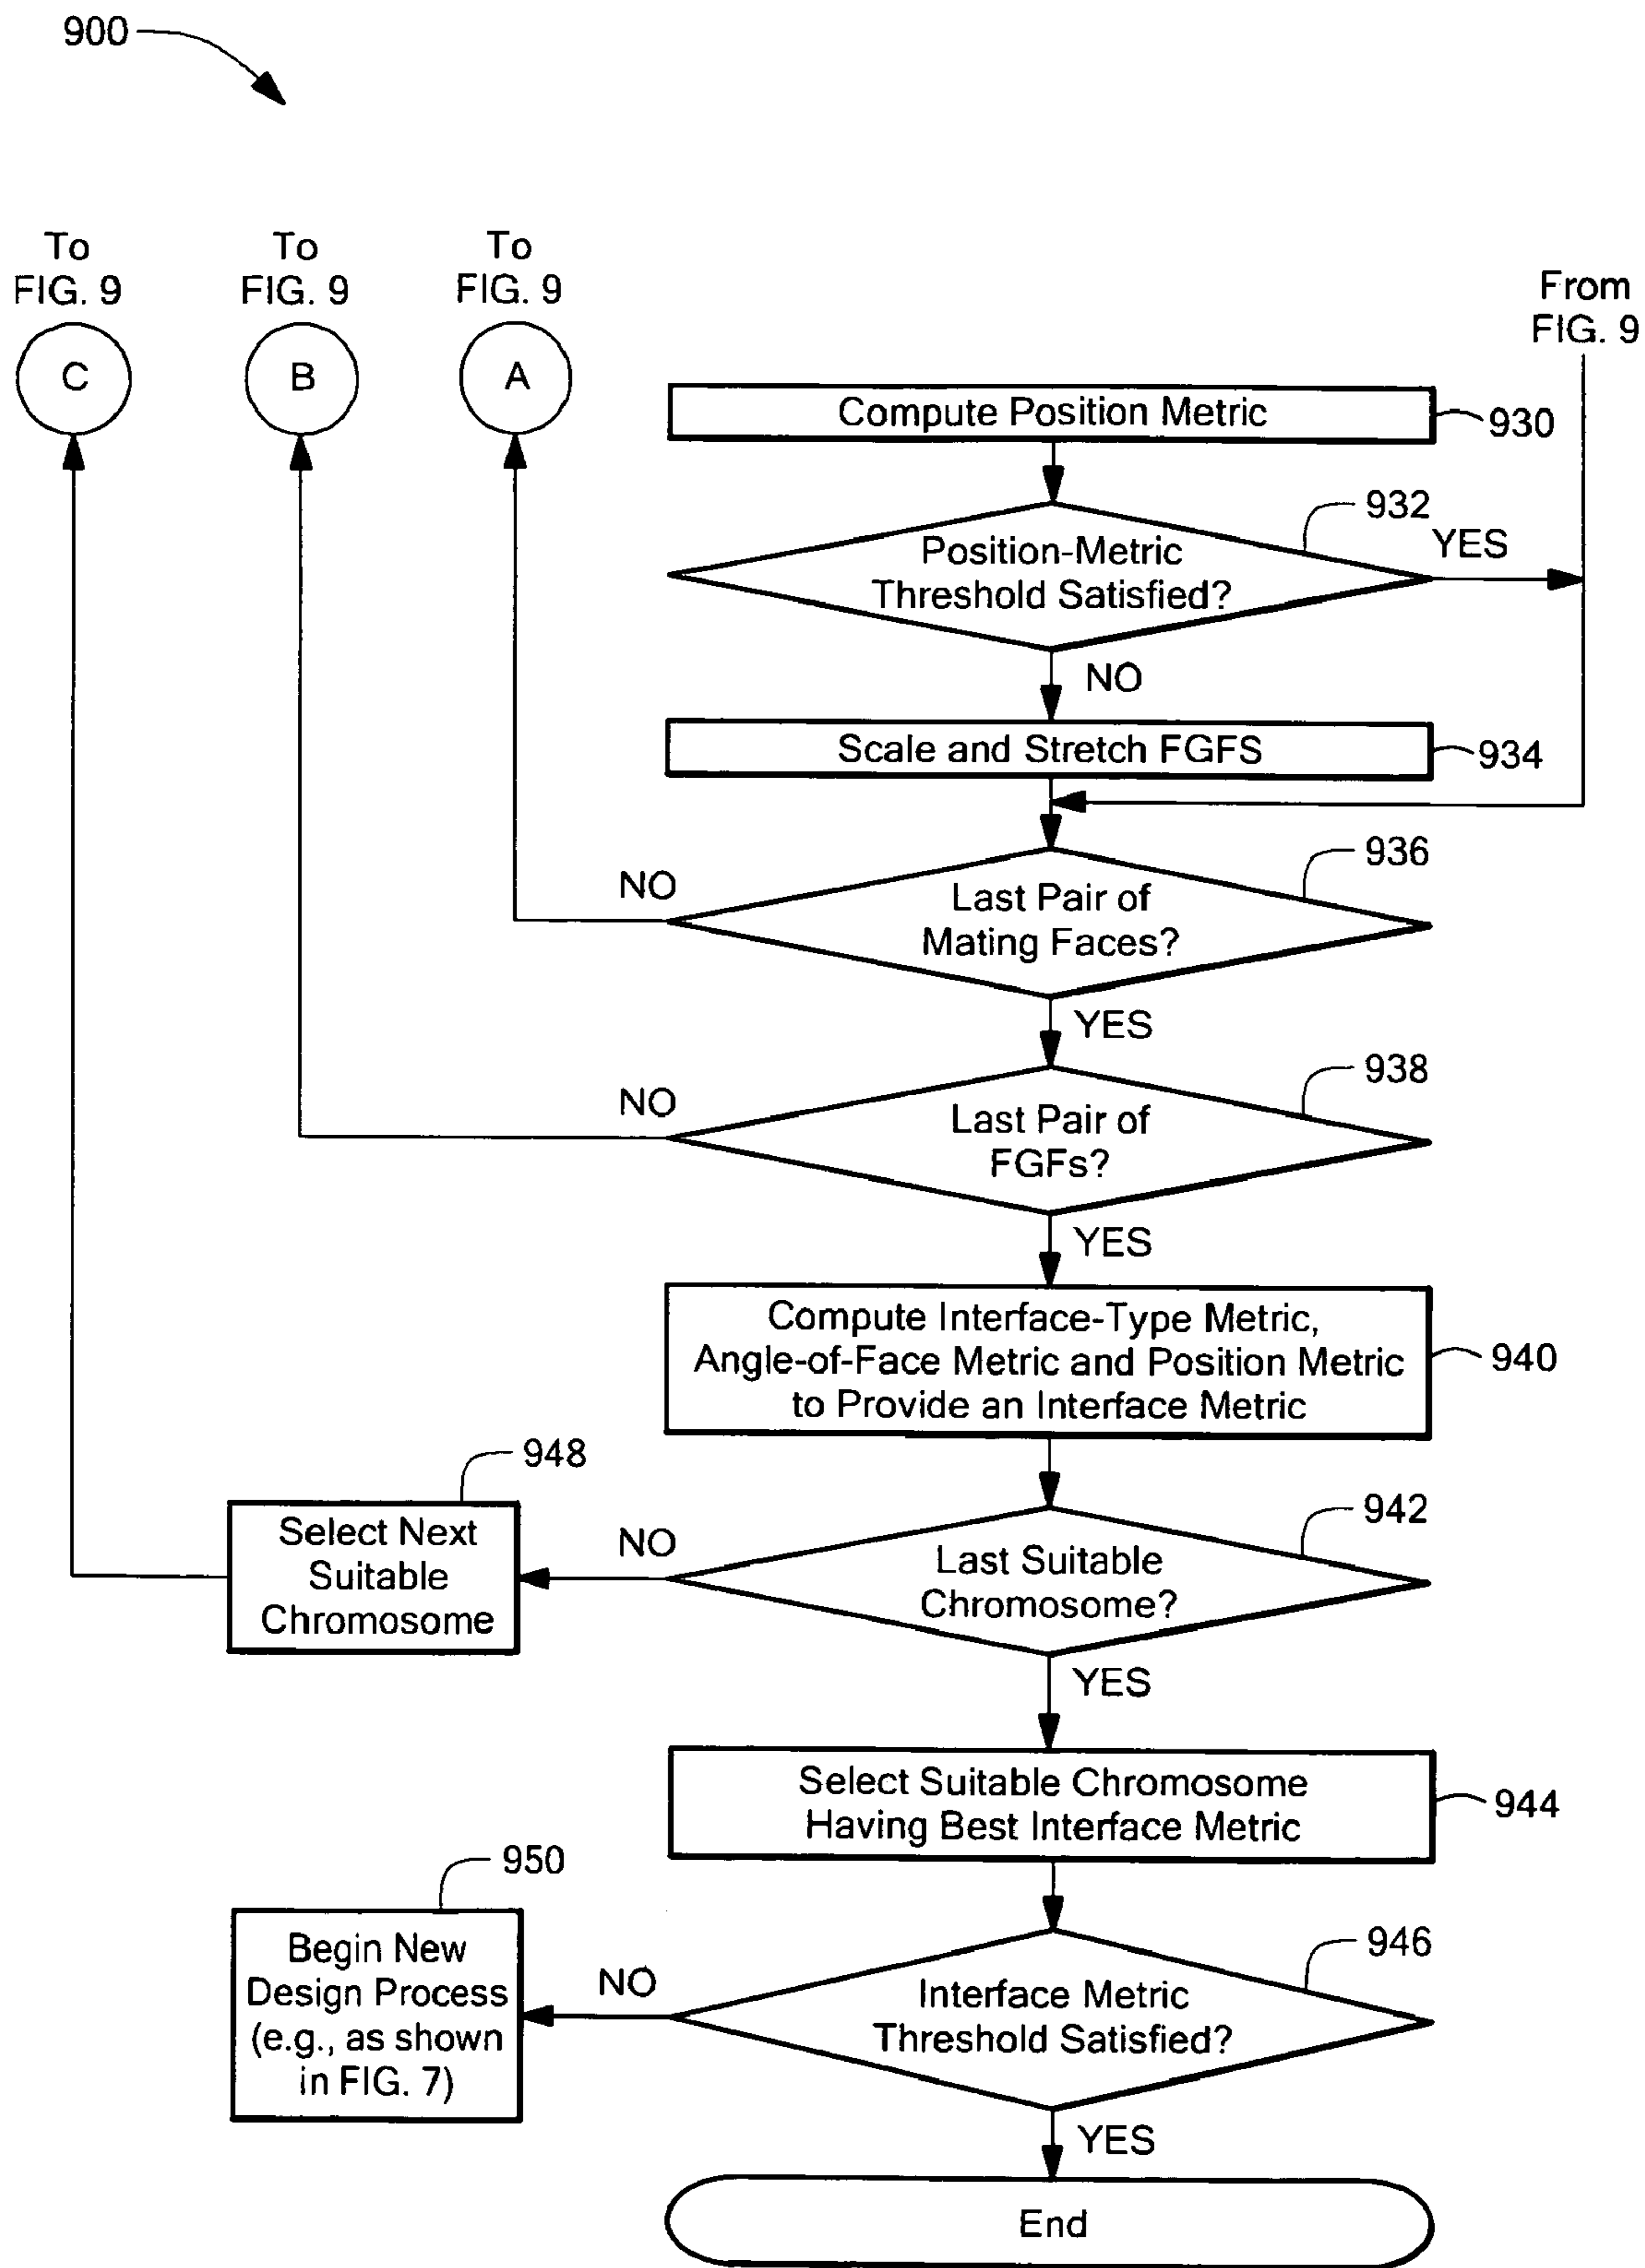 900
To
FIG. 9
To
FIG. 9
To
FIG. 9
From
FIG. 9
C
B
A
Compute Position Metric
930
932
Position-Metric
Threshold Satisfied?
YES
NO
Scale and Stretch FGFS
934
936
NO
Last Pair of
Mating Faces?
YES
938
NO
Last Pair of
FGFs?
YES
Compute Interface-Type Metric,
Angle-of-Face Metric and Position Metric
to Provide an Interface Metric
940
948
Select Next
Suitable
Chromosome
NO
942
Last Suitable
Chromosome?
YES
Select Suitable Chromosome
Having Best Interface Metric
944
950
Begin New
Design Process
(e.g., as shown
in FIG. 7)
NO
946
Interface Metric
Threshold Satisfied?
YES
End